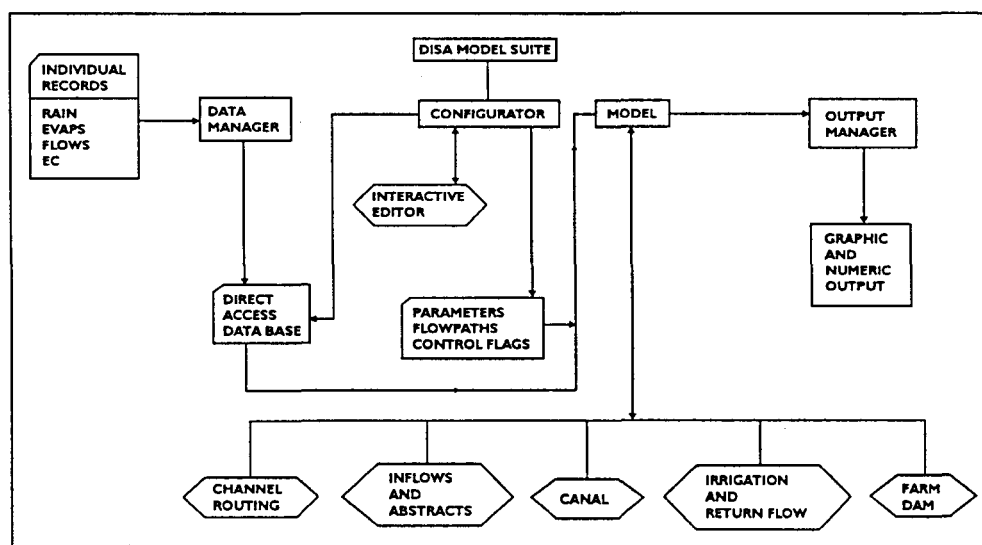 DISA MODEL SUITE
INDIVIDUAL
RECORDS
RAIN
EVAPS
FLOWS
EC
DATA
MANAGER
CONFIGURATOR
MODEL
OUTPUT
MANAGER
INTERACTIVE
EDITOR
GRAPHIC
AND
NUMERIC
OUTPUT
DIRECT
ACCESS
DATA BASE
PARAMETERS
FLOWPATHS
CONTROL FLAGS
CHANNEL
ROUTING
INFLOWS
AND
ABSTRACTS
CANAL
IRRIGATION
AND
RETURN FLOW
FARM
DAM